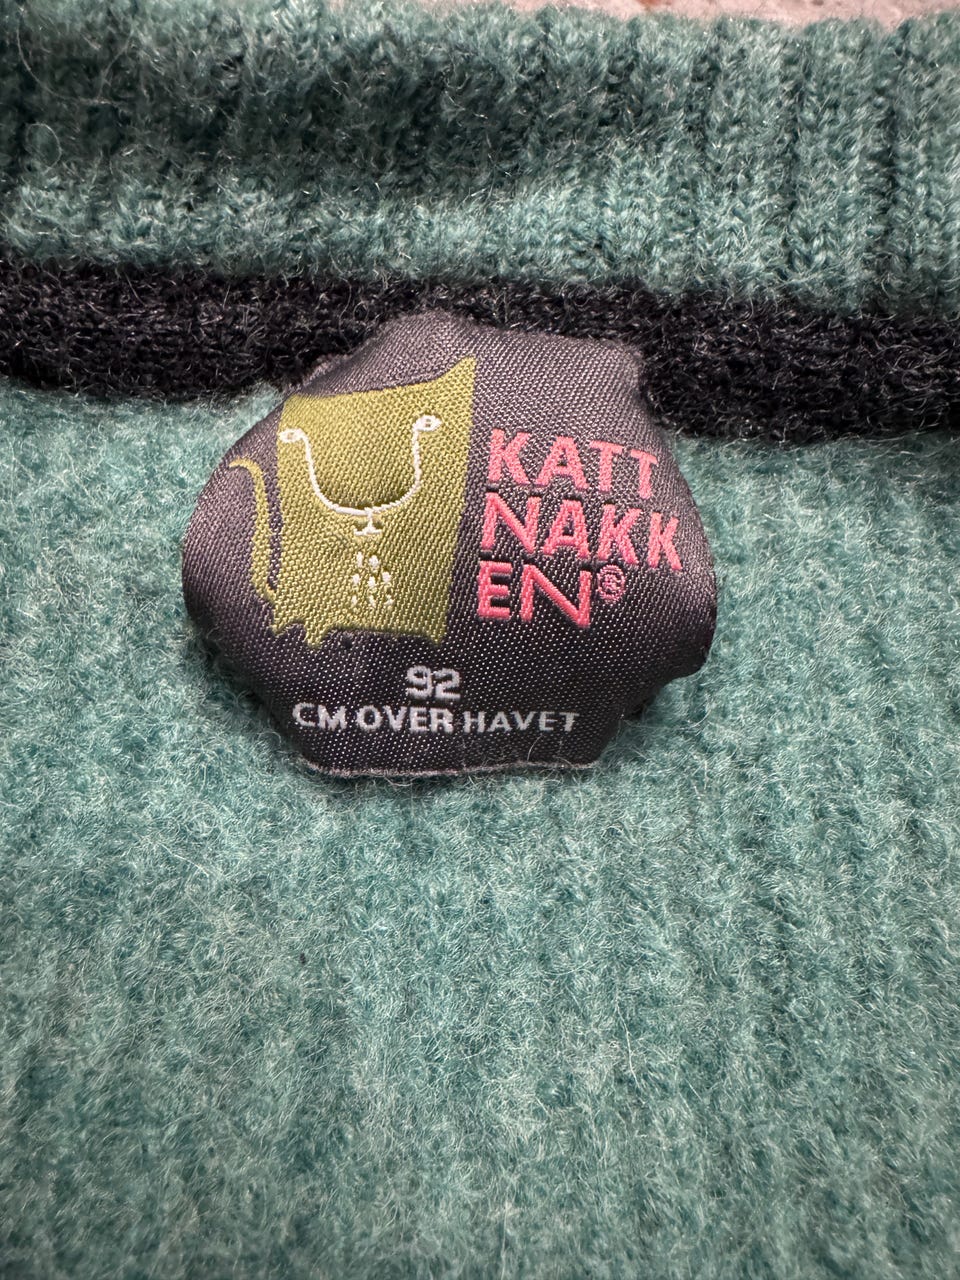 KATT
NAKK
EN®
92
CM OVER HAVET